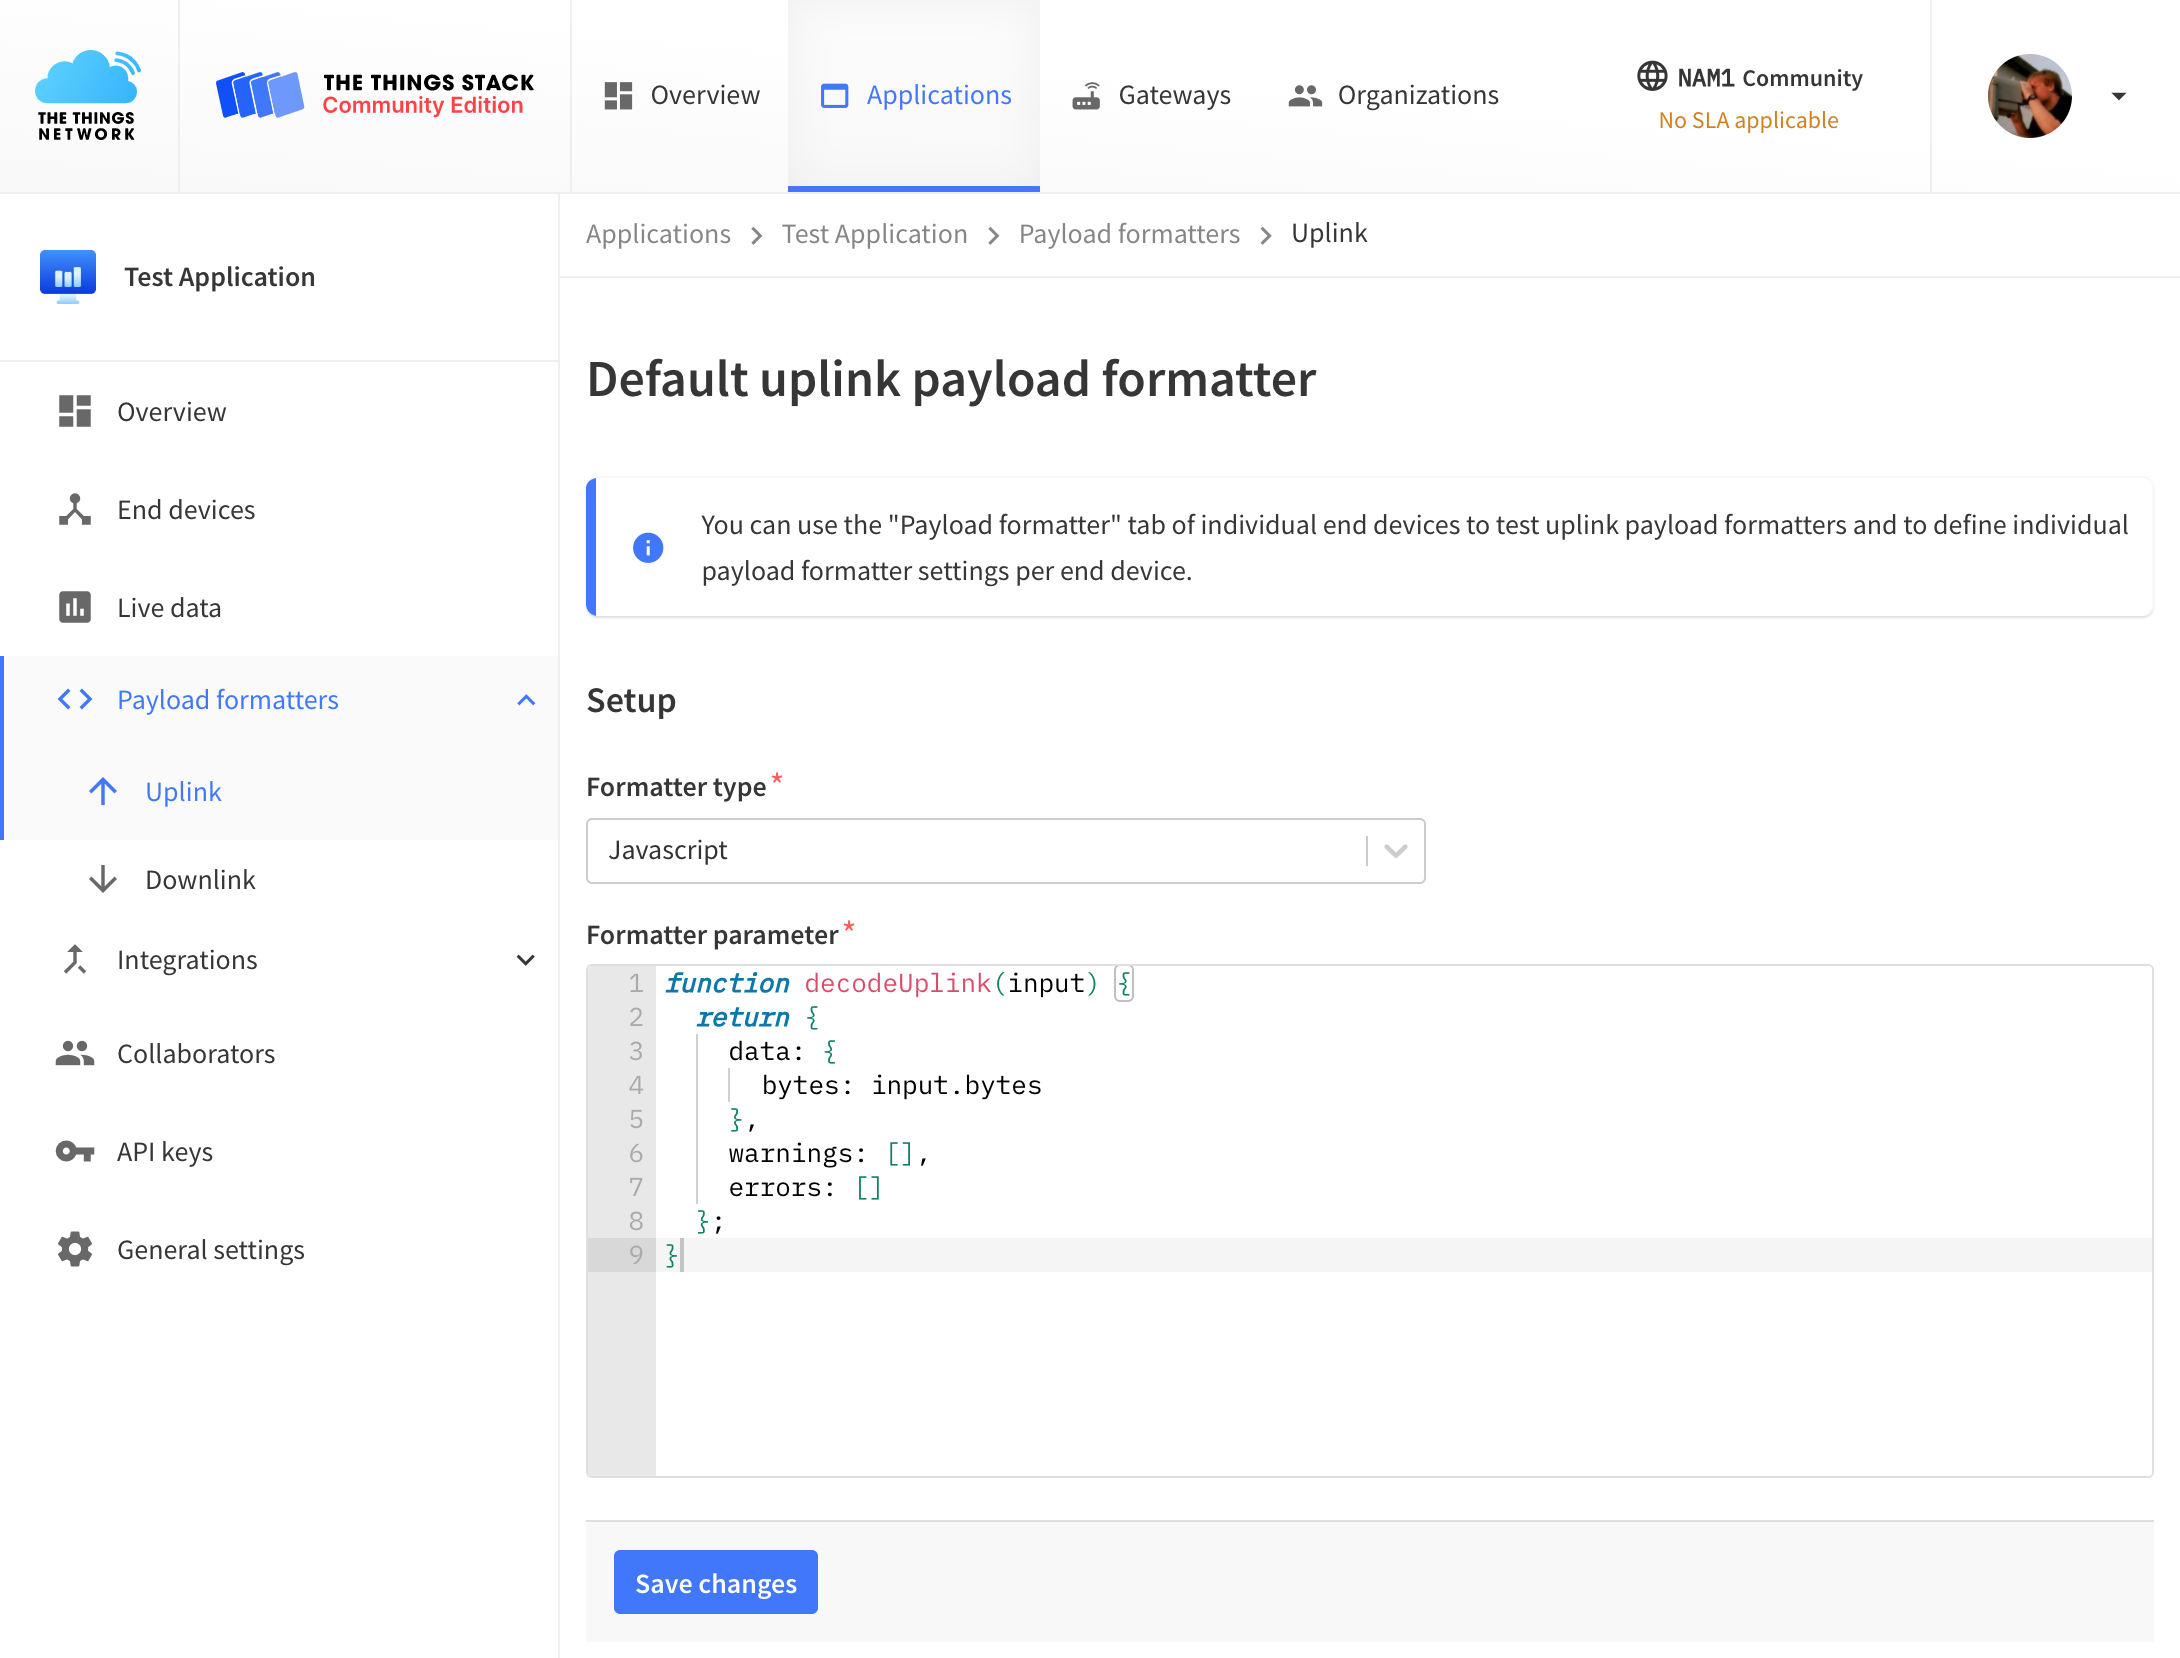 THE THINGS
NETWORK
THE THINGS STACK
Community Edition
Overview
Applications
Gateways
Organizations
NAM1 Community
No SLA applicable
Test Application
Overview
End devices
Live data
Payload formatters
Uplink
Downlink
Integrations
Collaborators
API keys
General settings
Applications > Test Application > Payload formatters > Uplink
Default uplink payload formatter
You can use the "Payload formatter" tab of individual end devices to test uplink payload formatters and to define individual
payload formatter settings per end device.
Setup
Formatter type *
Javascript
Formatter parameter *
1 function decodeUplink(input) {
2   return {
3     data: {
4       bytes: input.bytes
5     },
6     warnings: [],
7     errors: []
8   };
9 }
Save changes